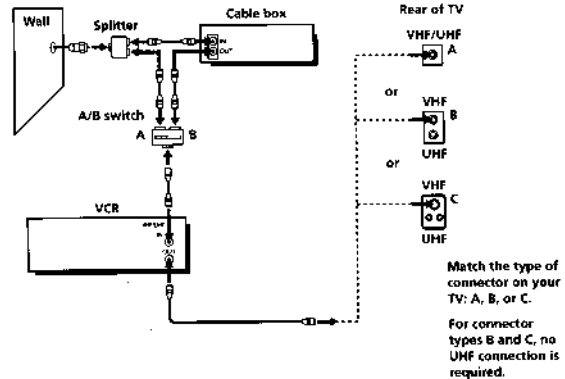 Cable box
Rear of TV
Wall
Splitter
VHF/UHF
A
IN
OUT
or
VHF
B
A/B switch
A B
UHF
or
VHF
C
VCR
IN
OUT
UHF
Match the type of
connector on your
TV: A, B, or C.
For connector
types B and C, no
UHF connection is
required.